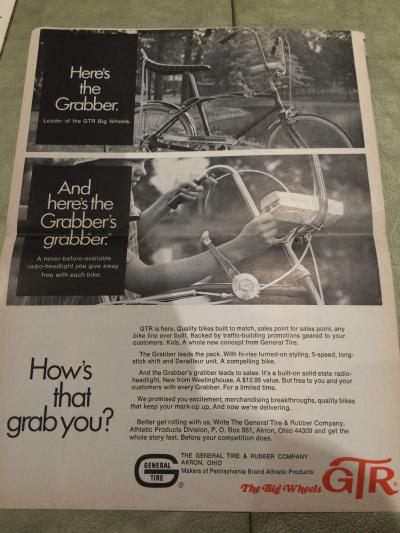 Here's
the
Grabber.
Leader of the GTR Big Wheels.
And
here's the
Grabber's
grabber."
A never-before-available
radio-headlight you give away
free with each bike.
How's
that
grab you?
GTR is here. Quality bikes built to match, sales point for sales point, any
bike line ever built. Backed by traffic-building promotions geared to your
customers: Kids. A whole new concept from General Tire.
The Grabber leads the pack. With hi-rise turned-on styling, 5-speed, long-
stick shift and Derailleur unit. A compelling bike.
And the Grabber's grabber leads to sales. It's a built-on solid state radio-
headlight. New from Westinghouse. A $12.95 value. But free to you and your
customers with every Grabber. For a limited time.
We promised you excitement, merchandising breakthroughs, quality bikes
that keep your mark-up up. And now we're delivering.
Better get rolling with us. Write The General Tire & Rubber Company,
Athletic Products Division, P. O. Box 951, Akron, Ohio 44309 and get the
whole story fast. Before your competition does.
GENERAL
TIRE
®
THE GENERAL TIRE & RUBBER COMPANY
AKRON, OHIO
Makers of Pennsylvania Brand Athletic Products
The Big Wheels
GTR®